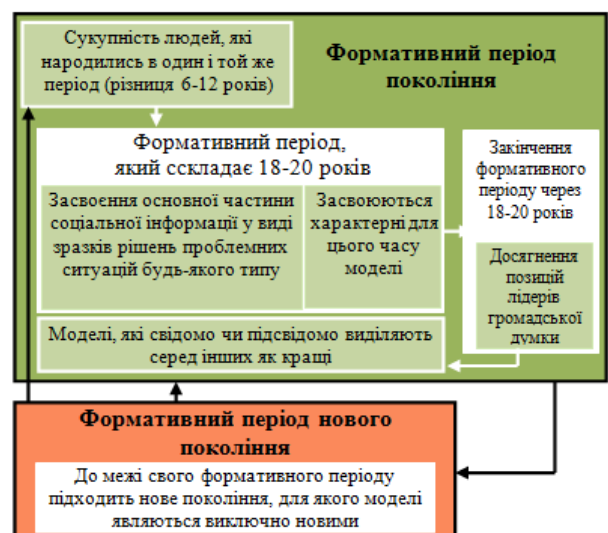 Сукупність людей, які
народились в один і той же
період (різниця 6-12 років)
Формативний період
покоління
Формативний період,
який сскладає 18-20 років
Засвоєння основної частини
соціальної інформації у виді
зразків рішень проблемних
ситуацій будь-якого типу
Засвоюються
характерні для
цього часу
моделі
Закінчення
формативного
періоду через
18-20 років
Досягнення
позицій
лідерів
громадської
думки
Моделі, які свідомо чи підсвідомо виділяють
серед інших як кращі
Формативний період нового
покоління
До межі свого формативного періоду
підходить нове покоління, для якого моделі
являються виключно новими